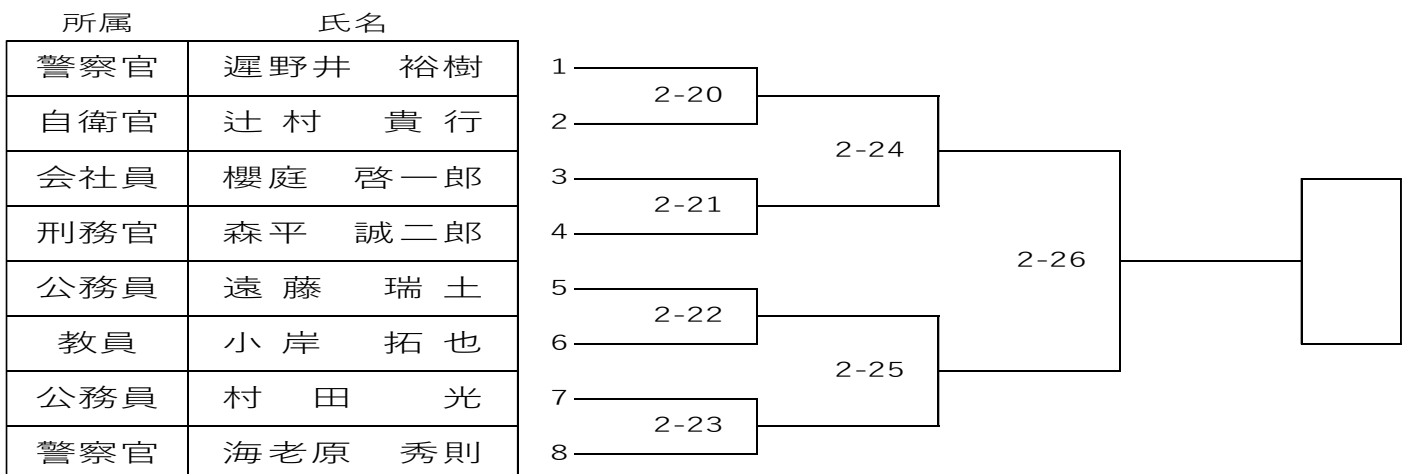 所属 氏名
警察官 遅野井 裕樹 1
2-20
自衛官 辻村 貴行 2
2-24
会社員 櫻庭 啓一郎 3
2-21
刑務官 森平 誠二郎 4
2-26
公務員 遠藤 瑞土 5
2-22
教員 小岸 拓也 6
2-25
公務員 村田 光 7
2-23
警察官 海老原 秀則 8